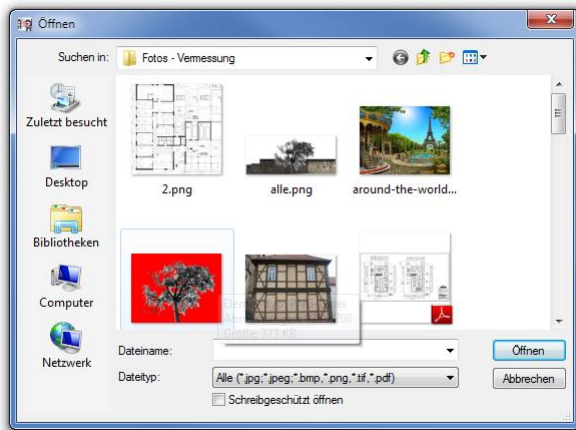 Öffnen
Suchen in:
Fotos - Vermessung
Zuletzt besucht
Desktop
Bibliotheken
Computer
Netzwerk
2.png
alle.png
around-the-world...
Größe: 373 KB
Dateiname:
Öffnen
Dateityp:
Alle (*.jpg;*.jpeg;*.bmp,*.png,*.tif,*.pdf)
Abbrechen
Schreibgeschützt öffnen